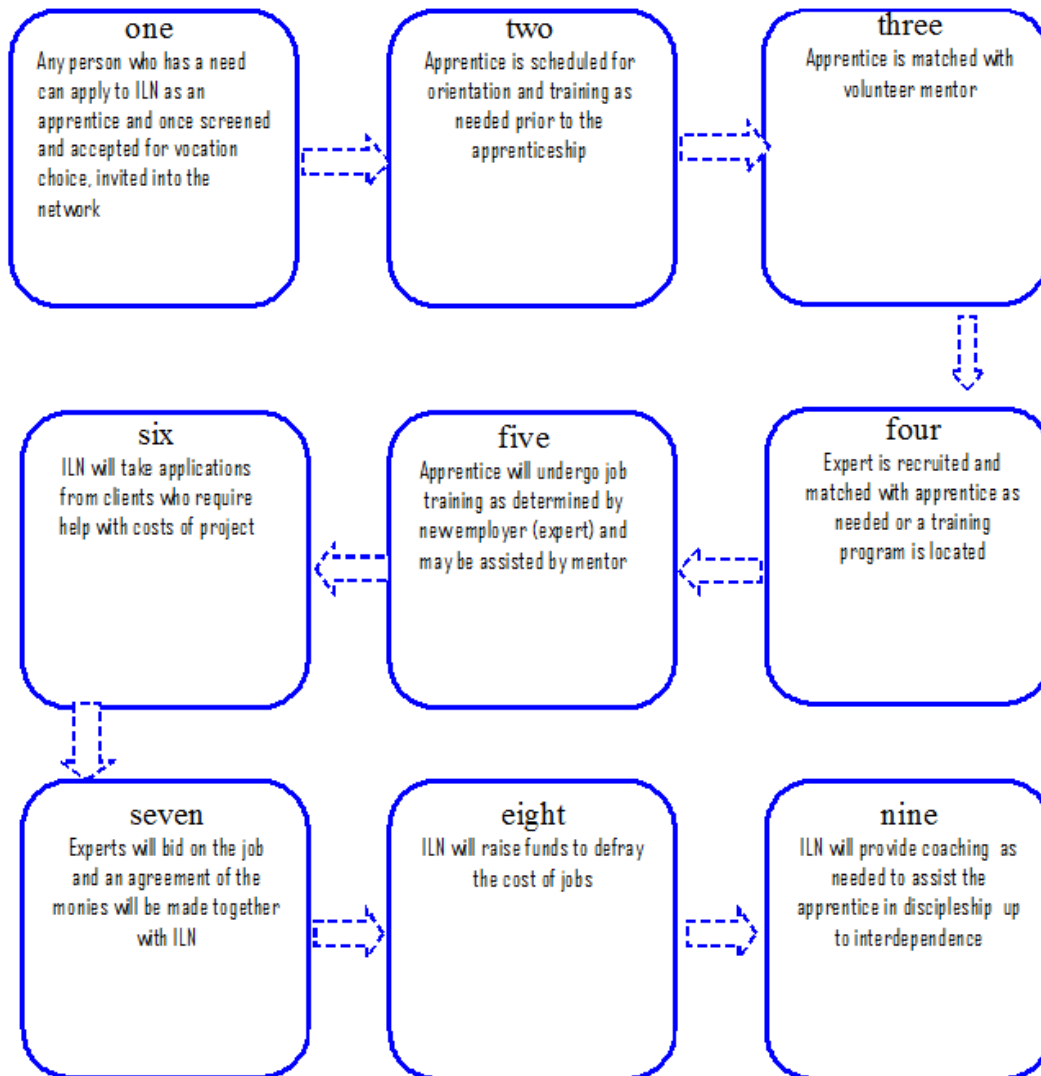 one
Any person who has a need
can apply to ILN as an
apprentice and once screened
and accepted for vocation
choice, invited into the
network
two
Apprentice is scheduled for
orientation and training as
needed prior to the
apprenticeship
three
Apprentice is matched with
volunteer mentor
four
Expert is recruited and
matched with apprentice as
needed or a training
program is located
five
Apprentice will undergo job
training as determined by
new employer (expert) and
may be assisted by mentor
six
ILN will take applications
from clients who require
help with costs of project
seven
Experts will bid on the job
and an agreement of the
monies will be made together
with ILN
eight
ILN will raise funds to defray
the cost of jobs
nine
ILN will provide coaching as
needed to assist the
apprentice in discipleship up
to interdependence